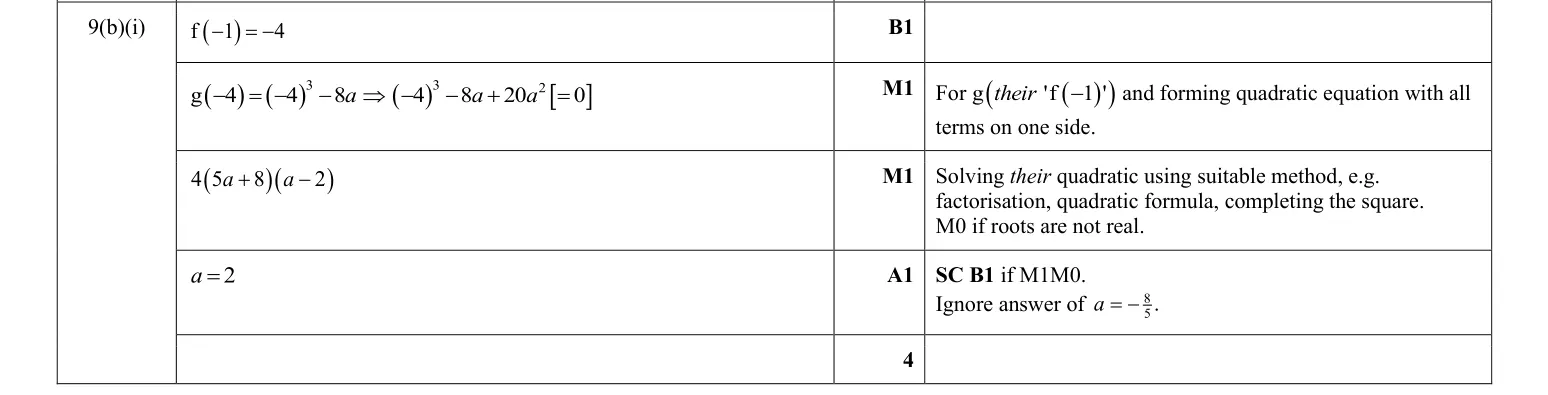 9(b)(i) f(−1) = −4 B1
g(−4) = (−4)³ − 8a ⇒ (−4)³ − 8a + 20a² [= 0] M1 For g(their 'f(−1)') and forming quadratic equation with all
terms on one side.
4(5a + 8)(a − 2) M1 Solving their quadratic using suitable method, e.g.
factorisation, quadratic formula, completing the square.
M0 if roots are not real.
a = 2 A1 SC B1 if M1M0.
Ignore answer of a = −8/5.
4